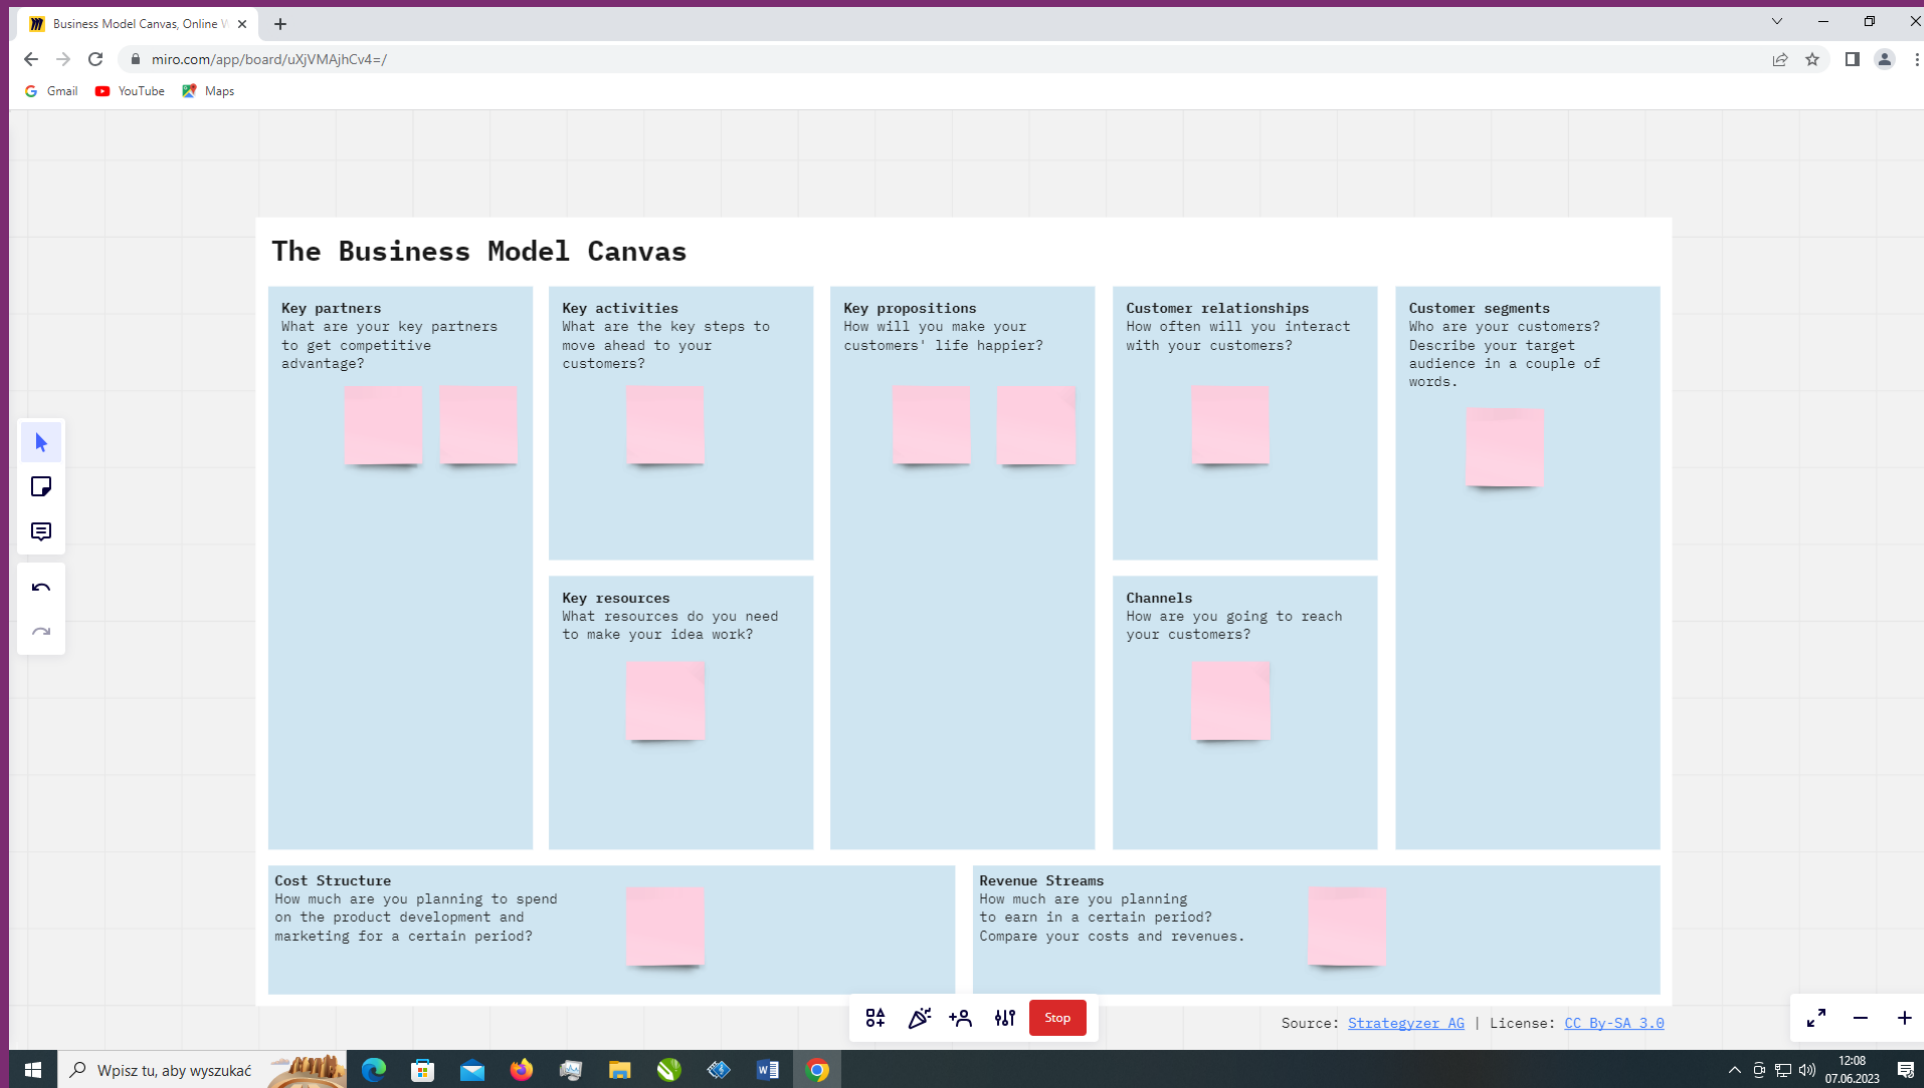 Business Model Canvas, Online W
miro.com/app/board/uXjVMAjhCv4=/
Gmail YouTube Maps
The Business Model Canvas
Key partners
What are your key partners
to get competitive
advantage?
Key activities
What are the key steps to
move ahead to your
customers?
Key propositions
How will you make your
customers' life happier?
Customer relationships
How often will you interact
with your customers?
Customer segments
Who are your customers?
Describe your target
audience in a couple of
words.
Key resources
What resources do you need
to make your idea work?
Channels
How are you going to reach
your customers?
Cost Structure
How much are you planning to spend
on the product development and
marketing for a certain period?
Revenue Streams
How much are you planning
to earn in a certain period?
Compare your costs and revenues.
Stop
Source: Strategyzer AG | License: CC By-SA 3.0
Wpisz tu, aby wyszukać
12:08
07.06.2023